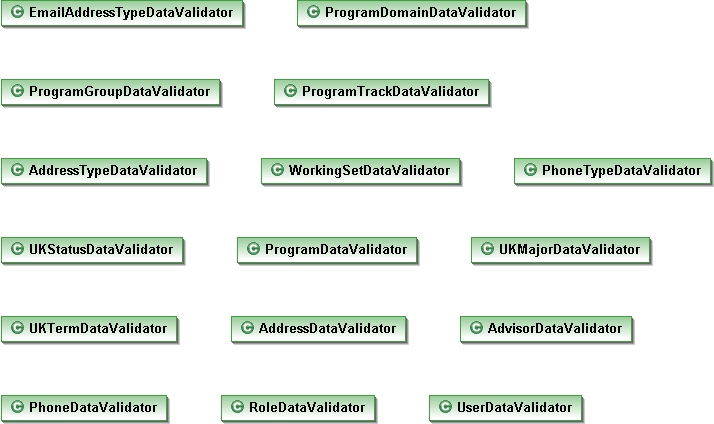 EmailAddressTypeDataValidator ProgramDomainDataValidator
ProgramGroupDataValidator ProgramTrackDataValidator
AddressTypeDataValidator WorkingSetDataValidator PhoneTypeDataValidator
UKStatusDataValidator ProgramDataValidator UKMajorDataValidator
UKTermDataValidator AddressDataValidator AdvisorDataValidator
PhoneDataValidator RoleDataValidator UserDataValidator